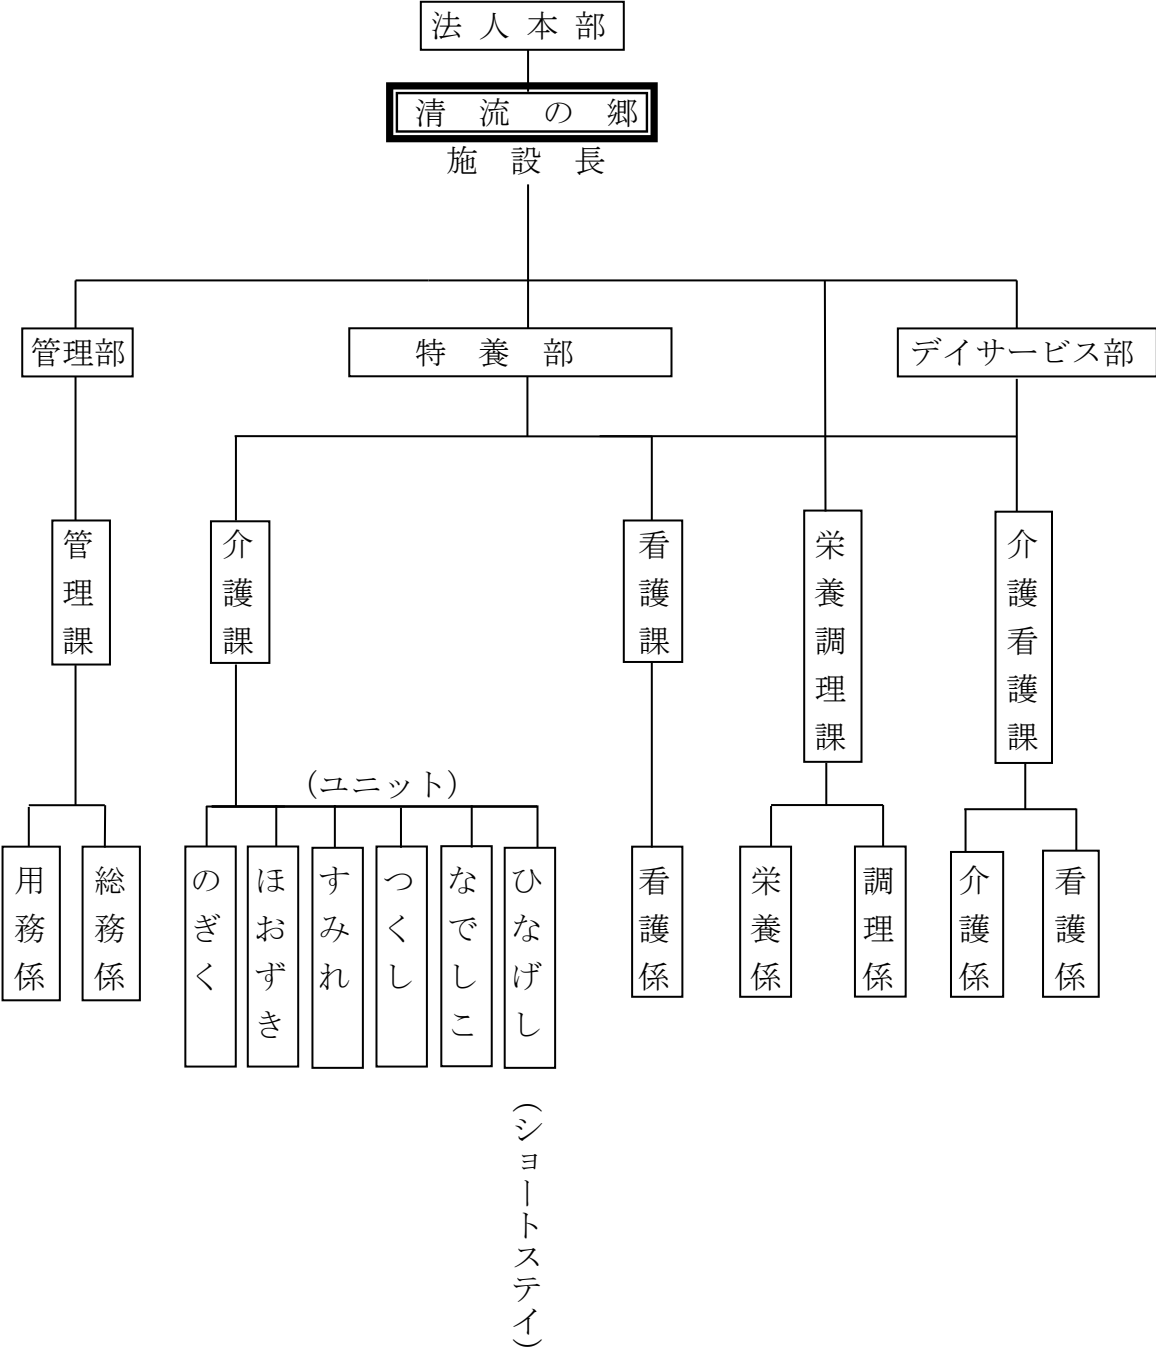 法人本部
清流の郷
施設長
管理部
特養部
デイサービス部
管理課
介護課
看護課
栄養調理課
介護看護課
(ユニット)
用務係
総務係
のぎく
ほおずき
すみれ
つくし
なでしこ
ひなげし
(ショートステイ)
看護係
栄養係
調理係
介護係
看護係